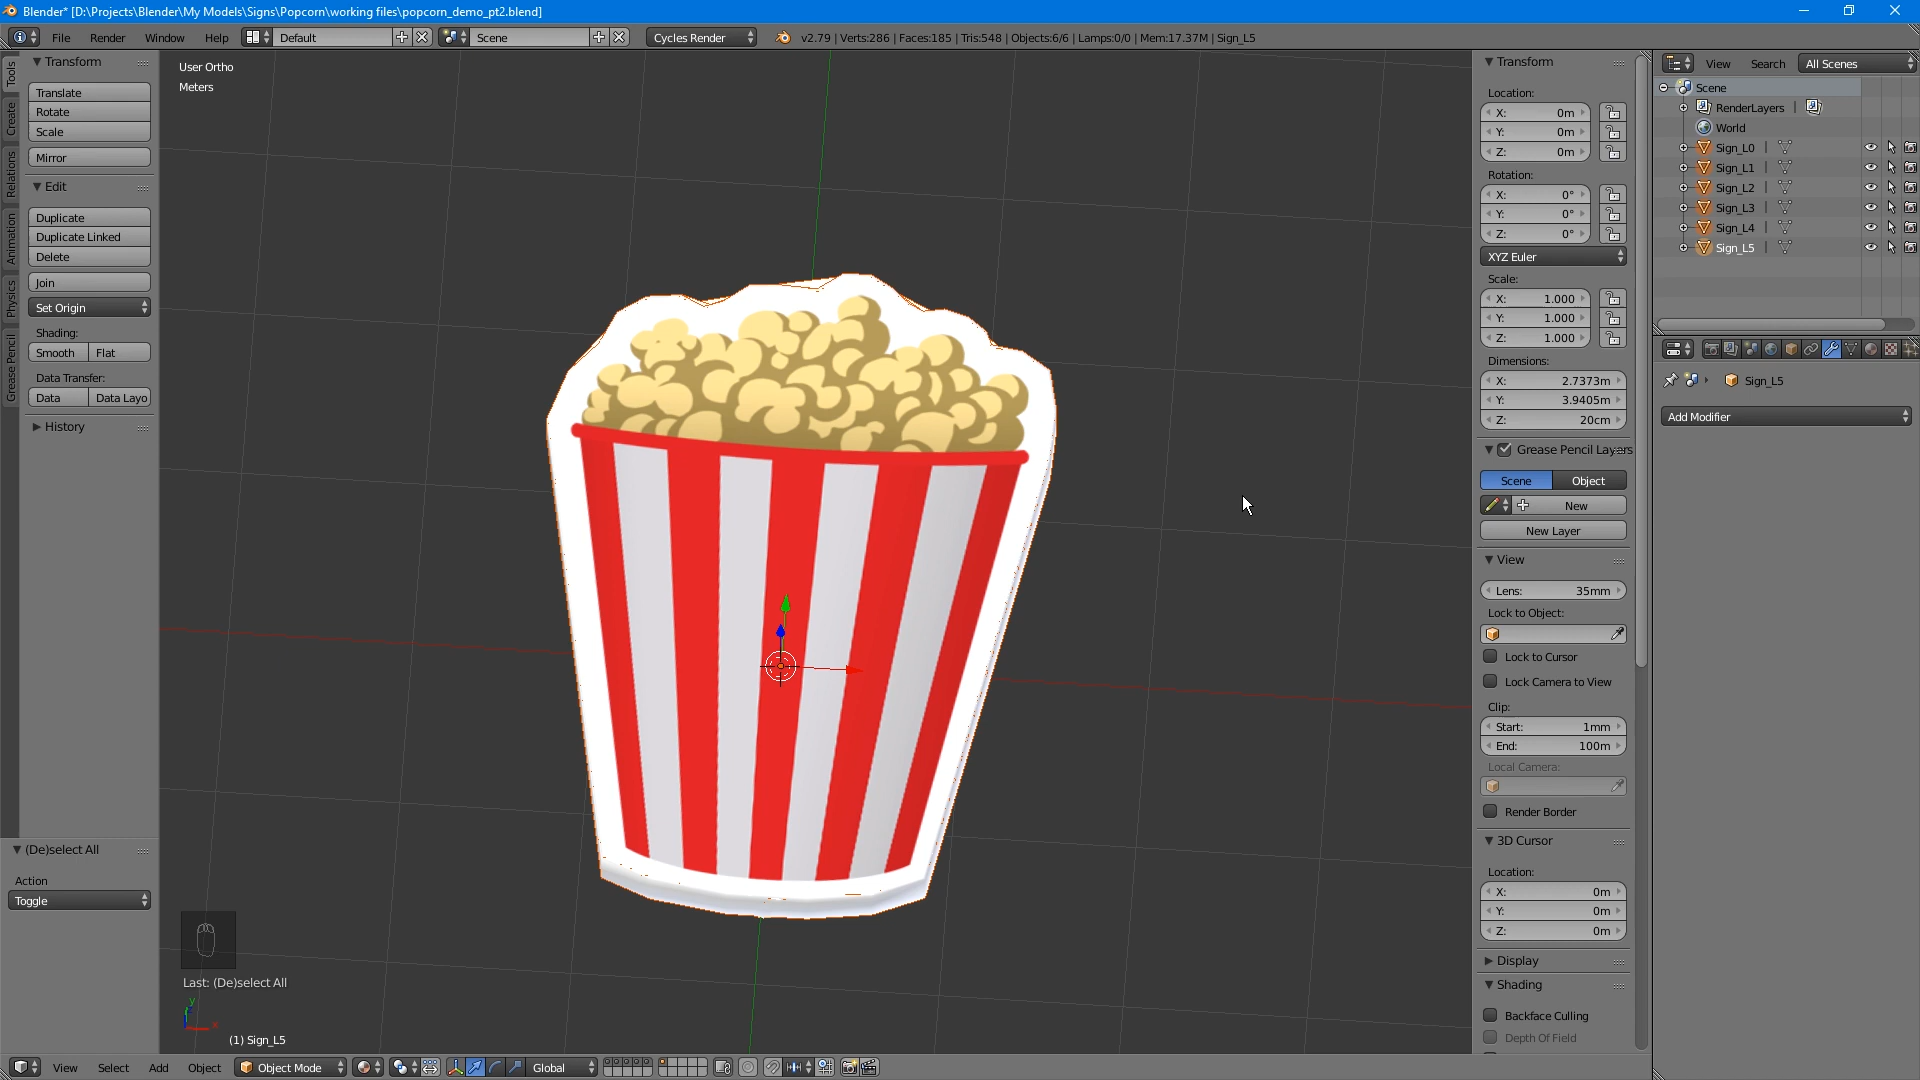 Blender* [D:\Projects\Blender\My Models\Signs\Popcorn\working files\popcorn_demo_pt2.blend]
File Render Window Help Default Scene Cycles Render v2.79 | Verts:286 | Faces:185 | Tris:548 | Objects:6/6 | Lamps:0/0 | Mem:17.37M | Sign_L5
Tools
Create
Relations
Animation
Physics
Grease Pencil
Transform
Translate
Rotate
Scale
Mirror
Edit
Duplicate
Duplicate Linked
Delete
Join
Set Origin
Shading:
Smooth Flat
Data Transfer:
Data Data Layo
History
(De)select All
Action
Toggle
User Ortho
Meters
Last: (De)select All
y
x
(1) Sign_L5
View Select Add Object Object Mode Global
Transform
Location:
X: 0m
Y: 0m
Z: 0m
Rotation:
X: 0°
Y: 0°
Z: 0°
XYZ Euler
Scale:
X: 1.000
Y: 1.000
Z: 1.000
Dimensions:
X: 2.7373m
Y: 3.9405m
Z: 20cm
Grease Pencil Layers
Scene Object
New
New Layer
View
Lens: 35mm
Lock to Object:
Lock to Cursor
Lock Camera to View
Clip:
Start: 1mm
End: 100m
Local Camera:
Render Border
3D Cursor
Location:
X: 0m
Y: 0m
Z: 0m
Display
Shading
Backface Culling
Depth Of Field
View Search All Scenes
Scene
RenderLayers |
World
Sign_L0 |
Sign_L1 |
Sign_L2 |
Sign_L3 |
Sign_L4 |
Sign_L5 |
Sign_L5
Add Modifier